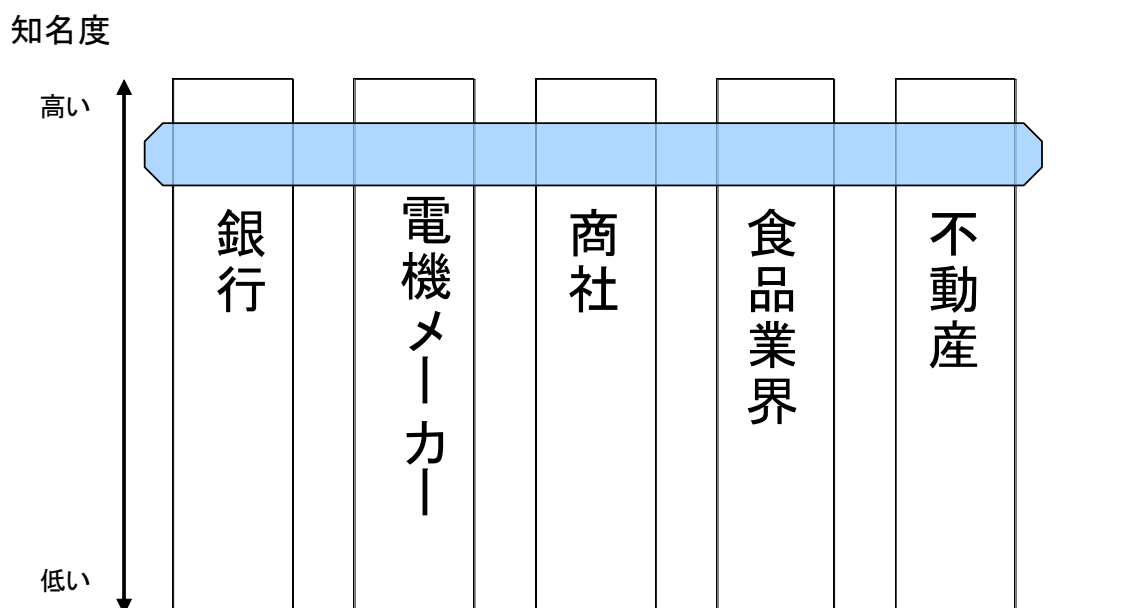 知名度
高い
銀行
電機メーカー
商社
食品業界
不動産
低い